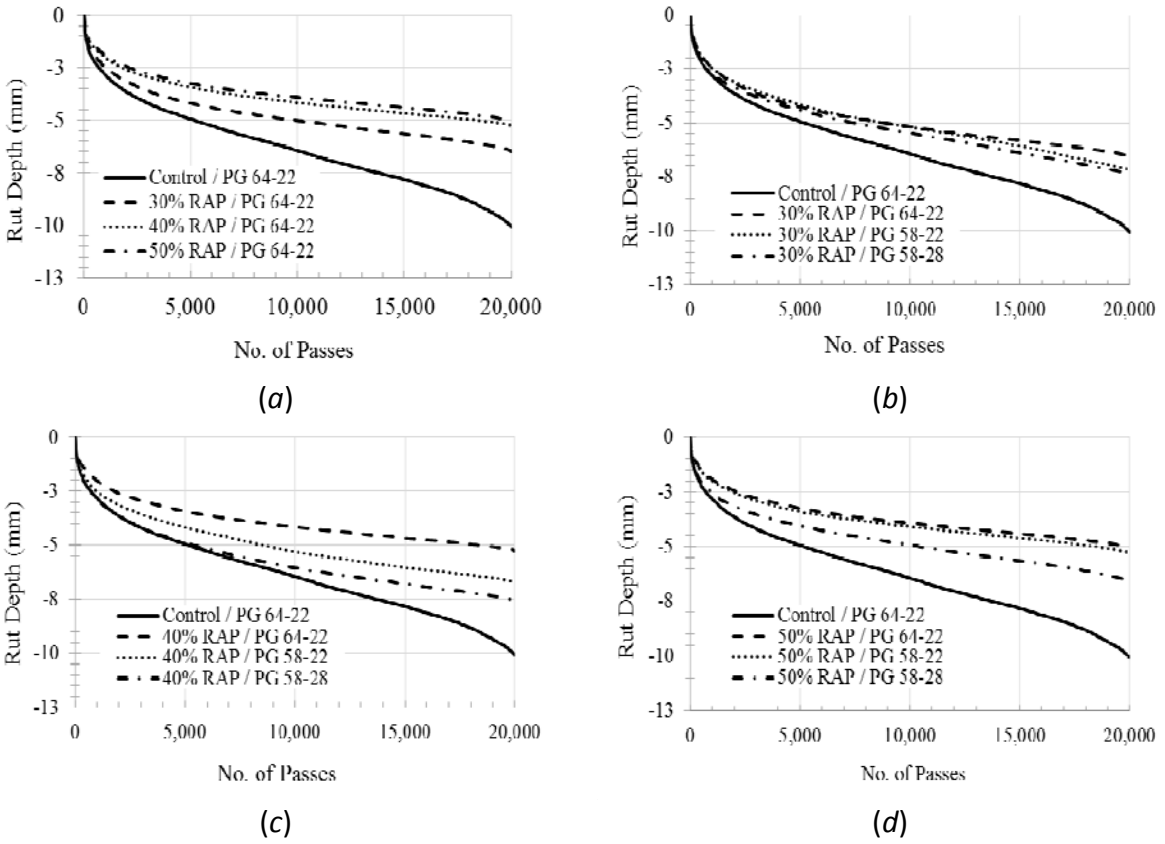 0
-3
-5
-8
-10
-13
Rut Depth (mm)
Control / PG 64-22
30% RAP / PG 64-22
40% RAP / PG 64-22
50% RAP / PG 64-22
0
5,000
10,000
15,000
20,000
No. of Passes
(a)
0
-3
-5
-8
-10
-13
Rut Depth (mm)
Control / PG 64-22
30% RAP / PG 64-22
30% RAP / PG 58-22
30% RAP / PG 58-28
0
5,000
10,000
15,000
20,000
No. of Passes
(b)
0
-3
-5
-8
-10
-13
Rut Depth (mm)
Control / PG 64-22
40% RAP / PG 64-22
40% RAP / PG 58-22
40% RAP / PG 58-28
0
5,000
10,000
15,000
20,000
No. of Passes
(c)
0
-3
-5
-8
-10
-13
Rut Depth (mm)
Control / PG 64-22
50% RAP / PG 64-22
50% RAP / PG 58-22
50% RAP / PG 58-28
0
5,000
10,000
15,000
20,000
No. of Passes
(d)